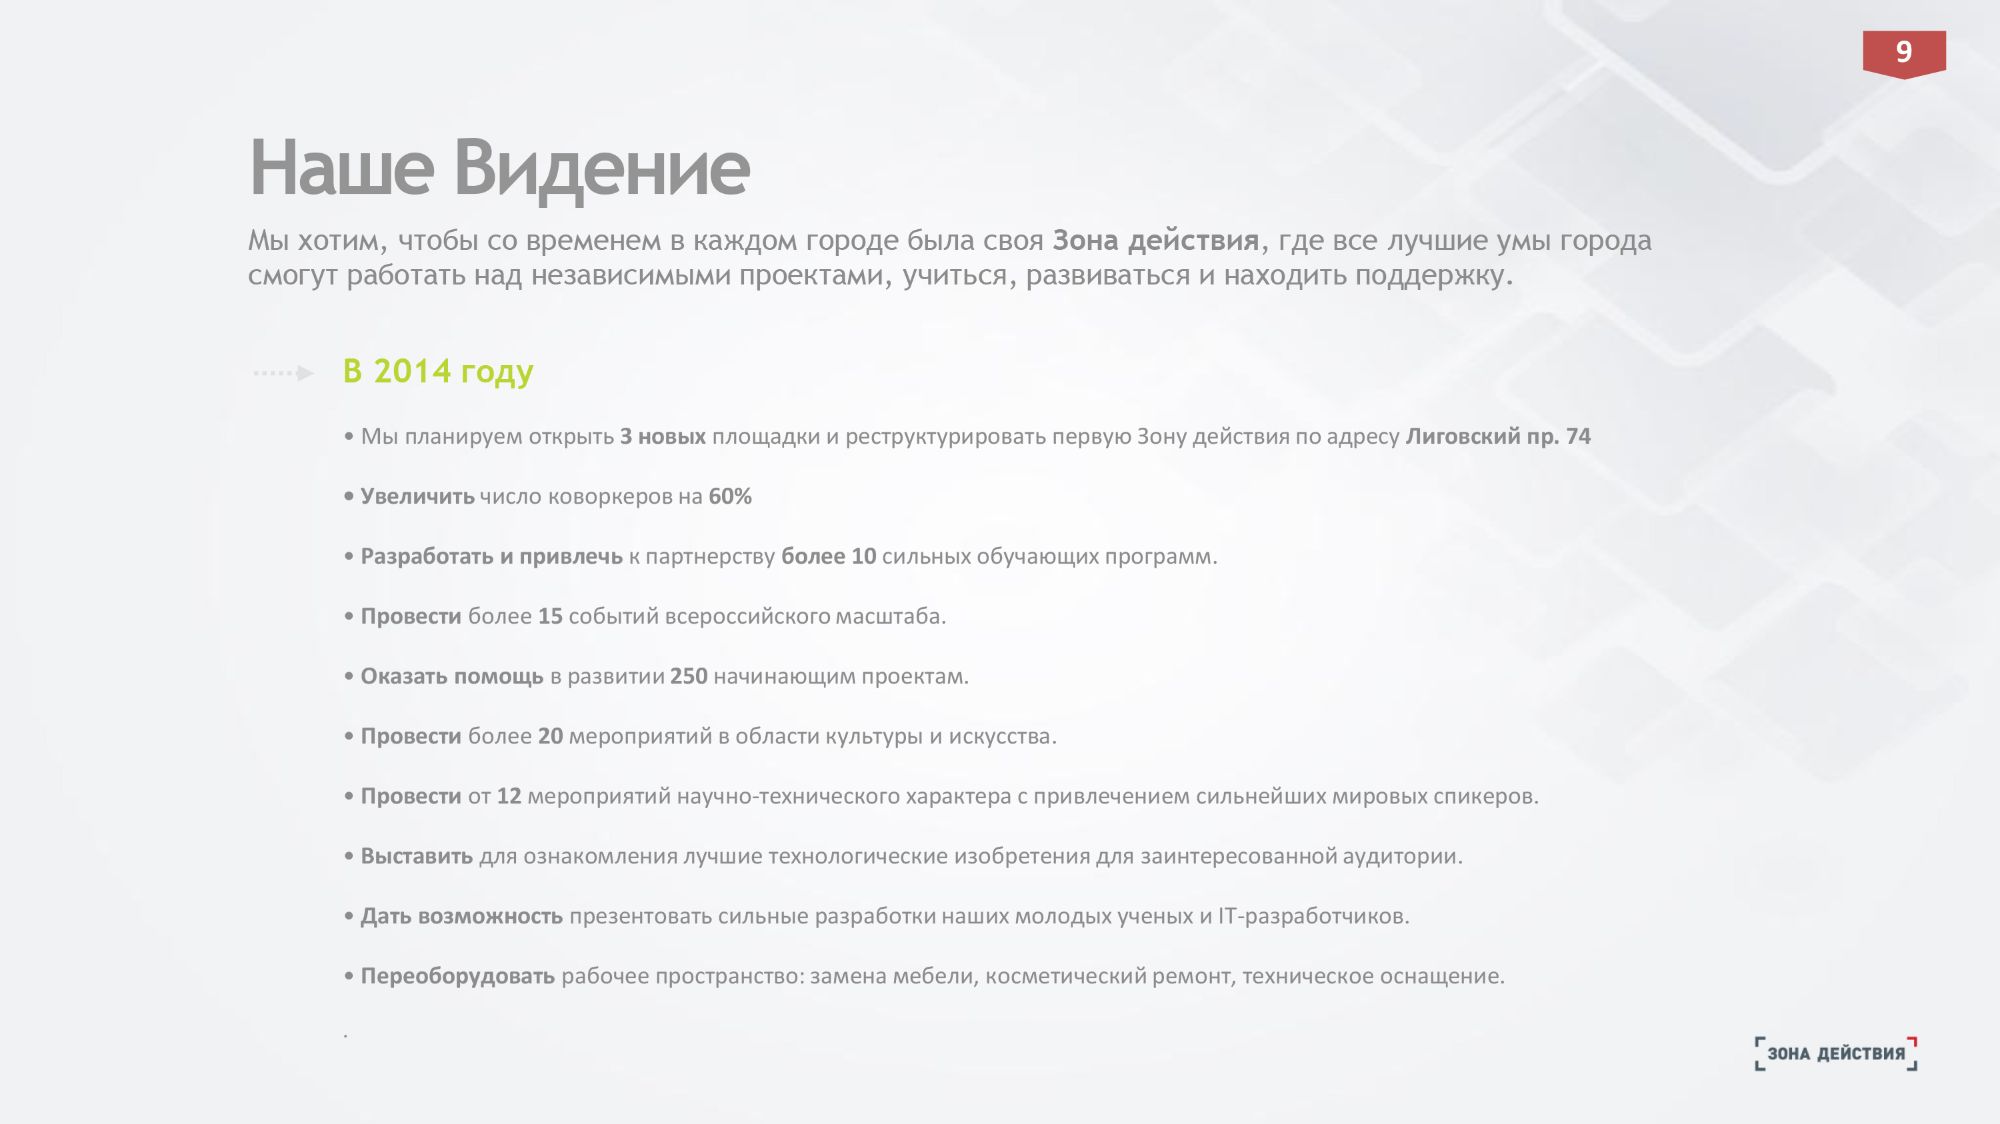 9
Наше Видение
Мы хотим, чтобы со временем в каждом городе была своя Зона действия, где все лучшие умы города
смогут работать над независимыми проектами, учиться, развиваться и находить поддержку.
В 2014 году
• Мы планируем открыть 3 новых площадки и реструктурировать первую Зону действия по адресу Лиговский пр. 74
• Увеличить число коворкеров на 60%
• Разработать и привлечь к партнерству более 10 сильных обучающих программ.
• Провести более 15 событий всероссийского масштаба.
• Оказать помощь в развитии 250 начинающим проектам.
• Провести более 20 мероприятий в области культуры и искусства.
• Провести от 12 мероприятий научно-технического характера с привлечением сильнейших мировых спикеров.
• Выставить для ознакомления лучшие технологические изобретения для заинтересованной аудитории.
• Дать возможность презентовать сильные разработки наших молодых ученых и IT-разработчиков.
• Переоборудовать рабочее пространство: замена мебели, косметический ремонт, техническое оснащение.
.
ЗОНА ДЕЙСТВИЯ